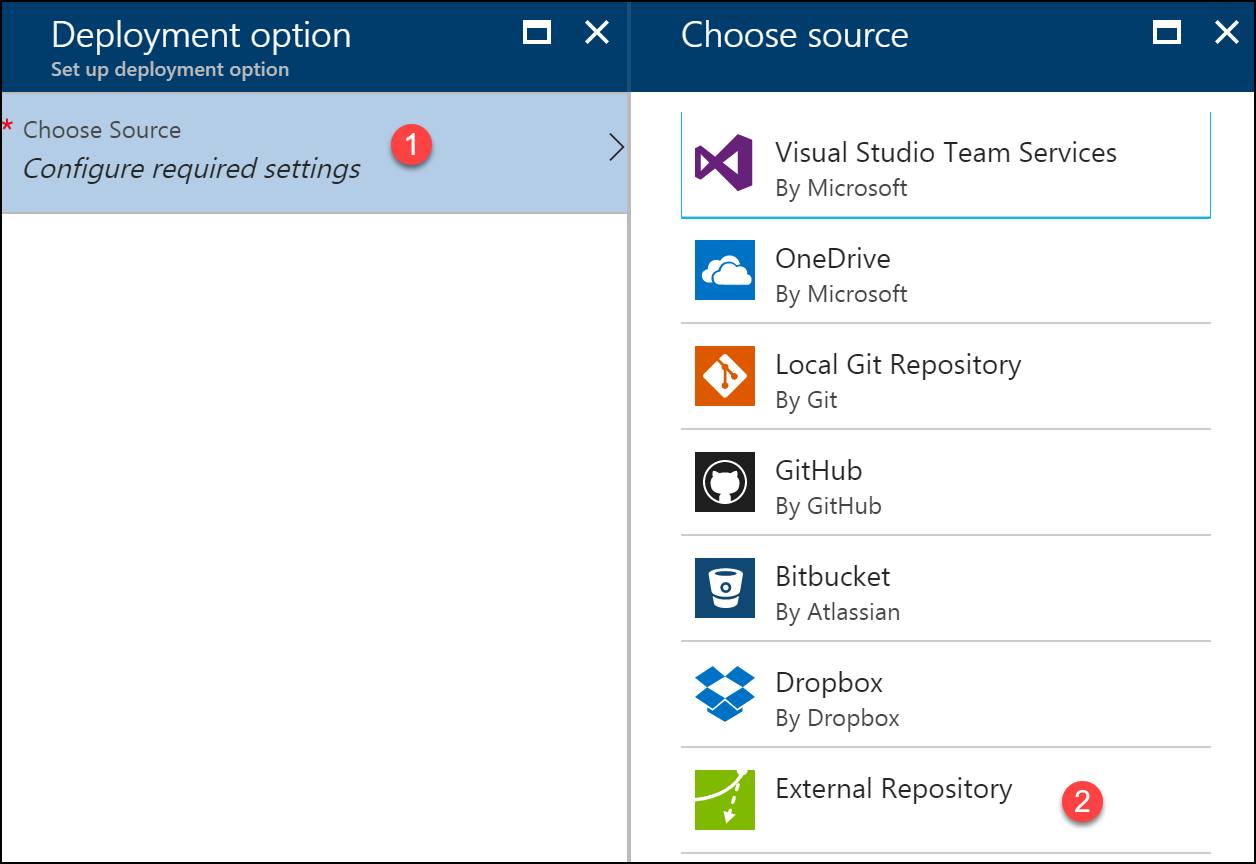 Deployment option
Set up deployment option
* Choose Source
Configure required settings
1
Choose source
Visual Studio Team Services
By Microsoft
OneDrive
By Microsoft
Local Git Repository
By Git
GitHub
By GitHub
Bitbucket
By Atlassian
Dropbox
By Dropbox
External Repository
2